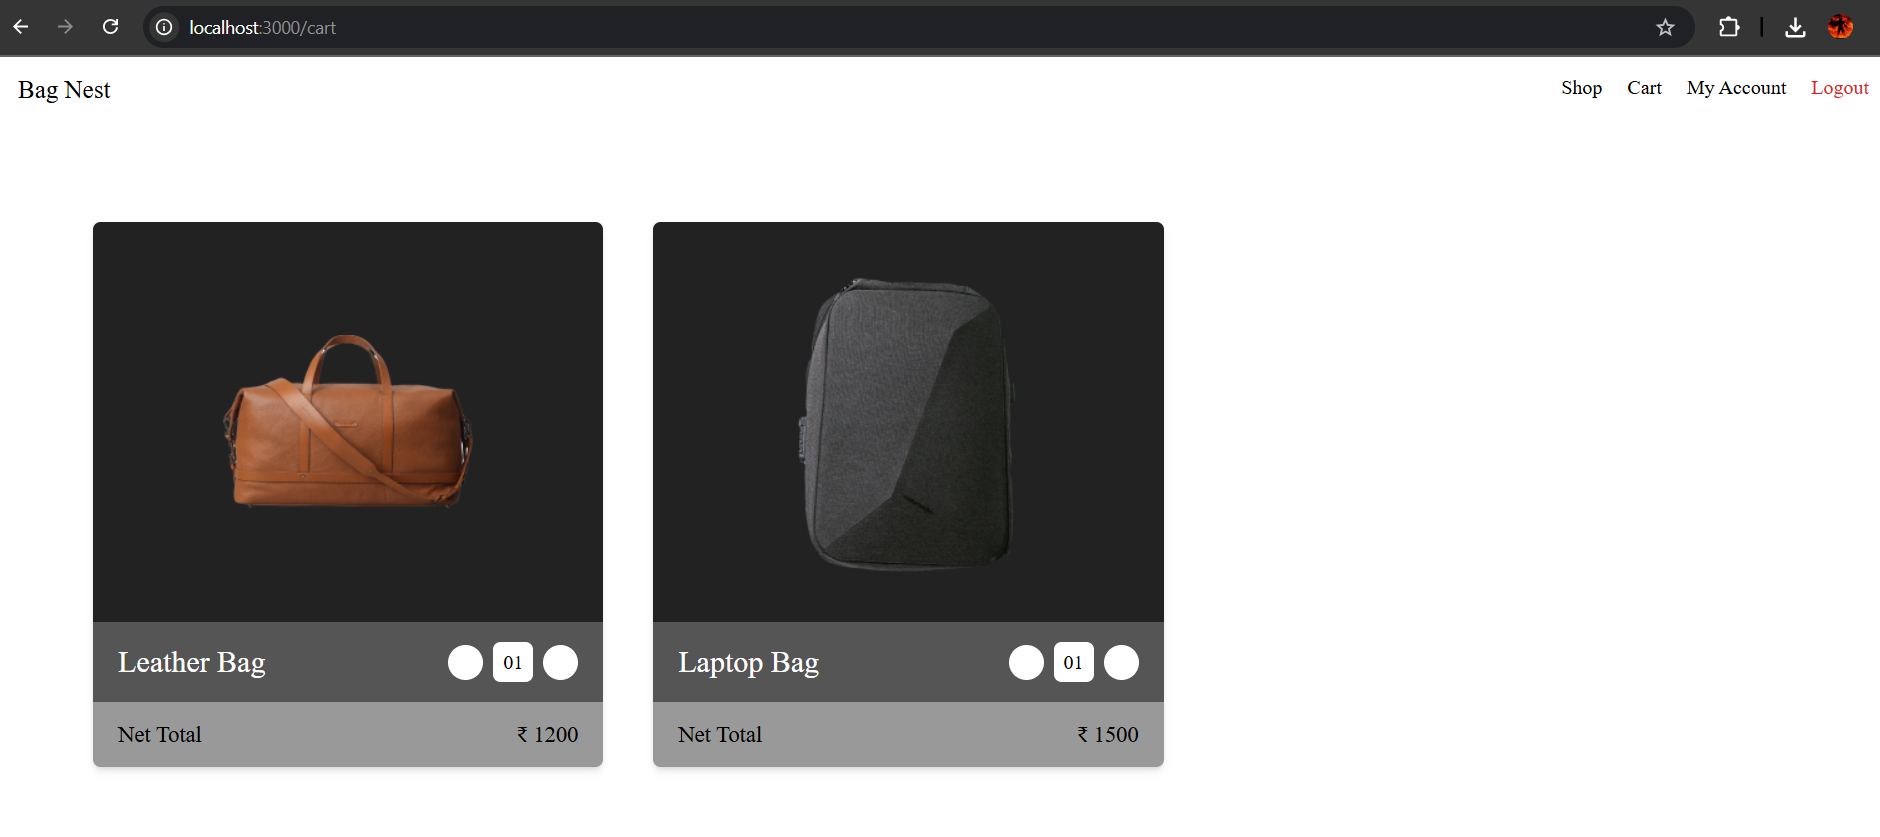 localhost:3000/cart
Bag Nest
Shop Cart My Account Logout
Leather Bag 01
Net Total ₹ 1200
Laptop Bag 01
Net Total ₹ 1500